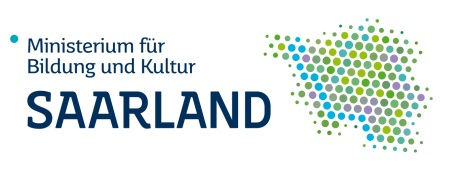 Ministerium für
Bildung und Kultur
SAARLAND